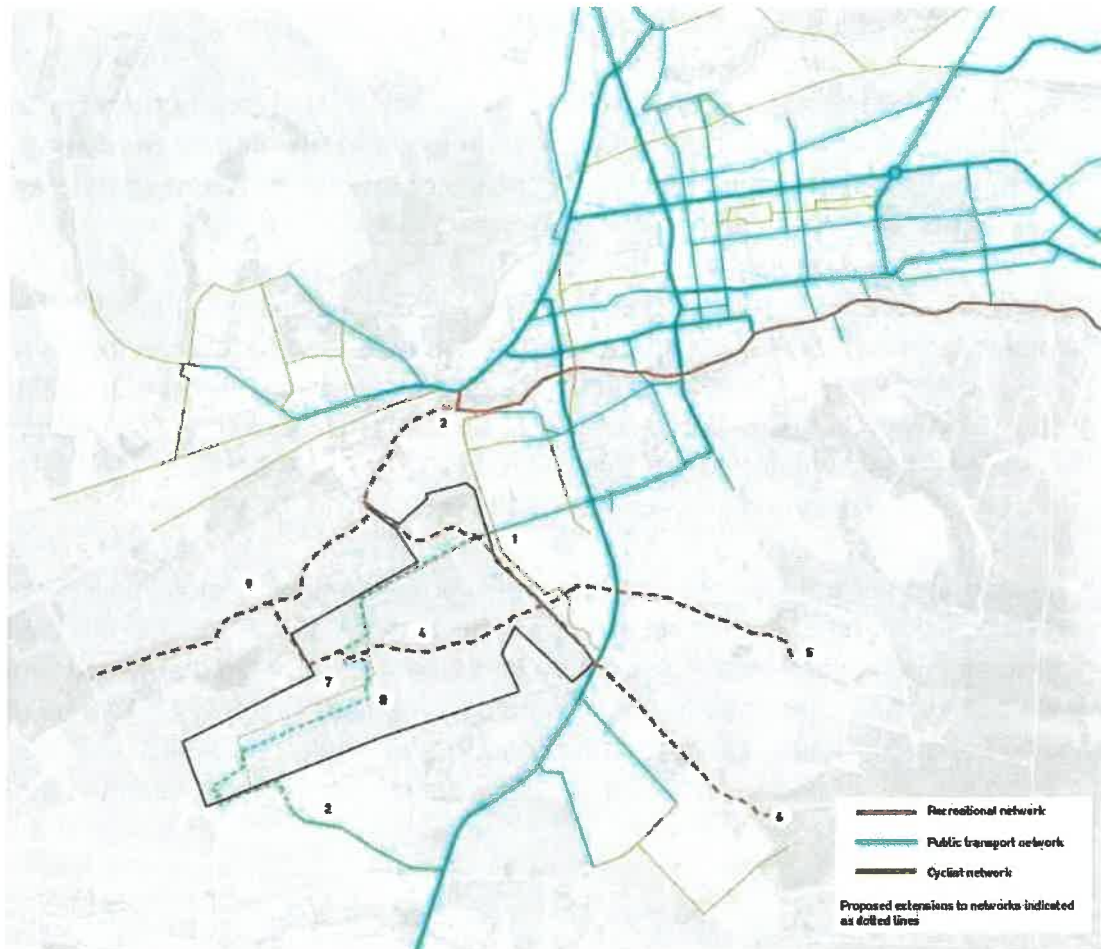 2
1
9
4
5
7
8
2
6
Recreational network
Public transport network
Cyclist network
Proposed extensions to networks indicated
as dotted lines